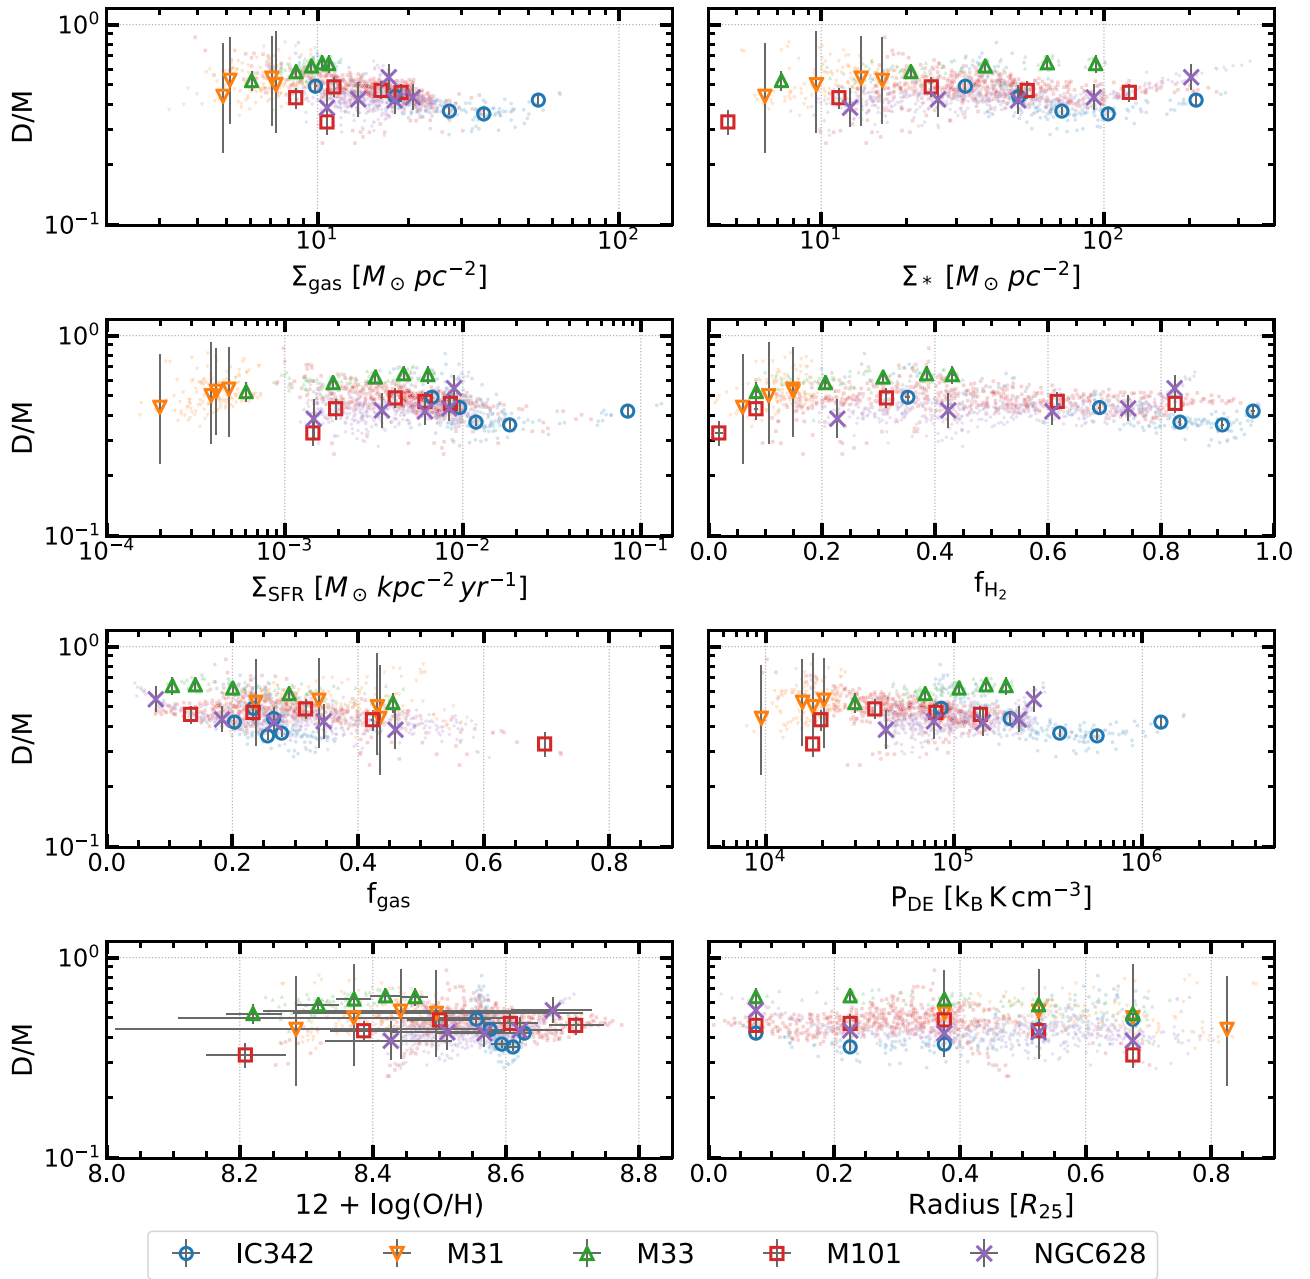 10⁰
D/M
10⁻¹
10¹ 10² 10¹ 10²
Σgas [M⊙ pc⁻²] Σ* [M⊙ pc⁻²]
10⁰
D/M
10⁻¹
10⁻⁴ 10⁻³ 10⁻² 10⁻¹ 0.0 0.2 0.4 0.6 0.8 1.0
ΣSFR [M⊙ kpc⁻² yr⁻¹] fH₂
10⁰
D/M
10⁻¹
0.0 0.2 0.4 0.6 0.8 10⁴ 10⁵ 10⁶
fgas PDE [kB K cm⁻³]
10⁰
D/M
10⁻¹
8.0 8.2 8.4 8.6 8.8 0.0 0.2 0.4 0.6 0.8
12 + log(O/H) Radius [R₂₅]
IC342 M31 M33 M101 NGC628